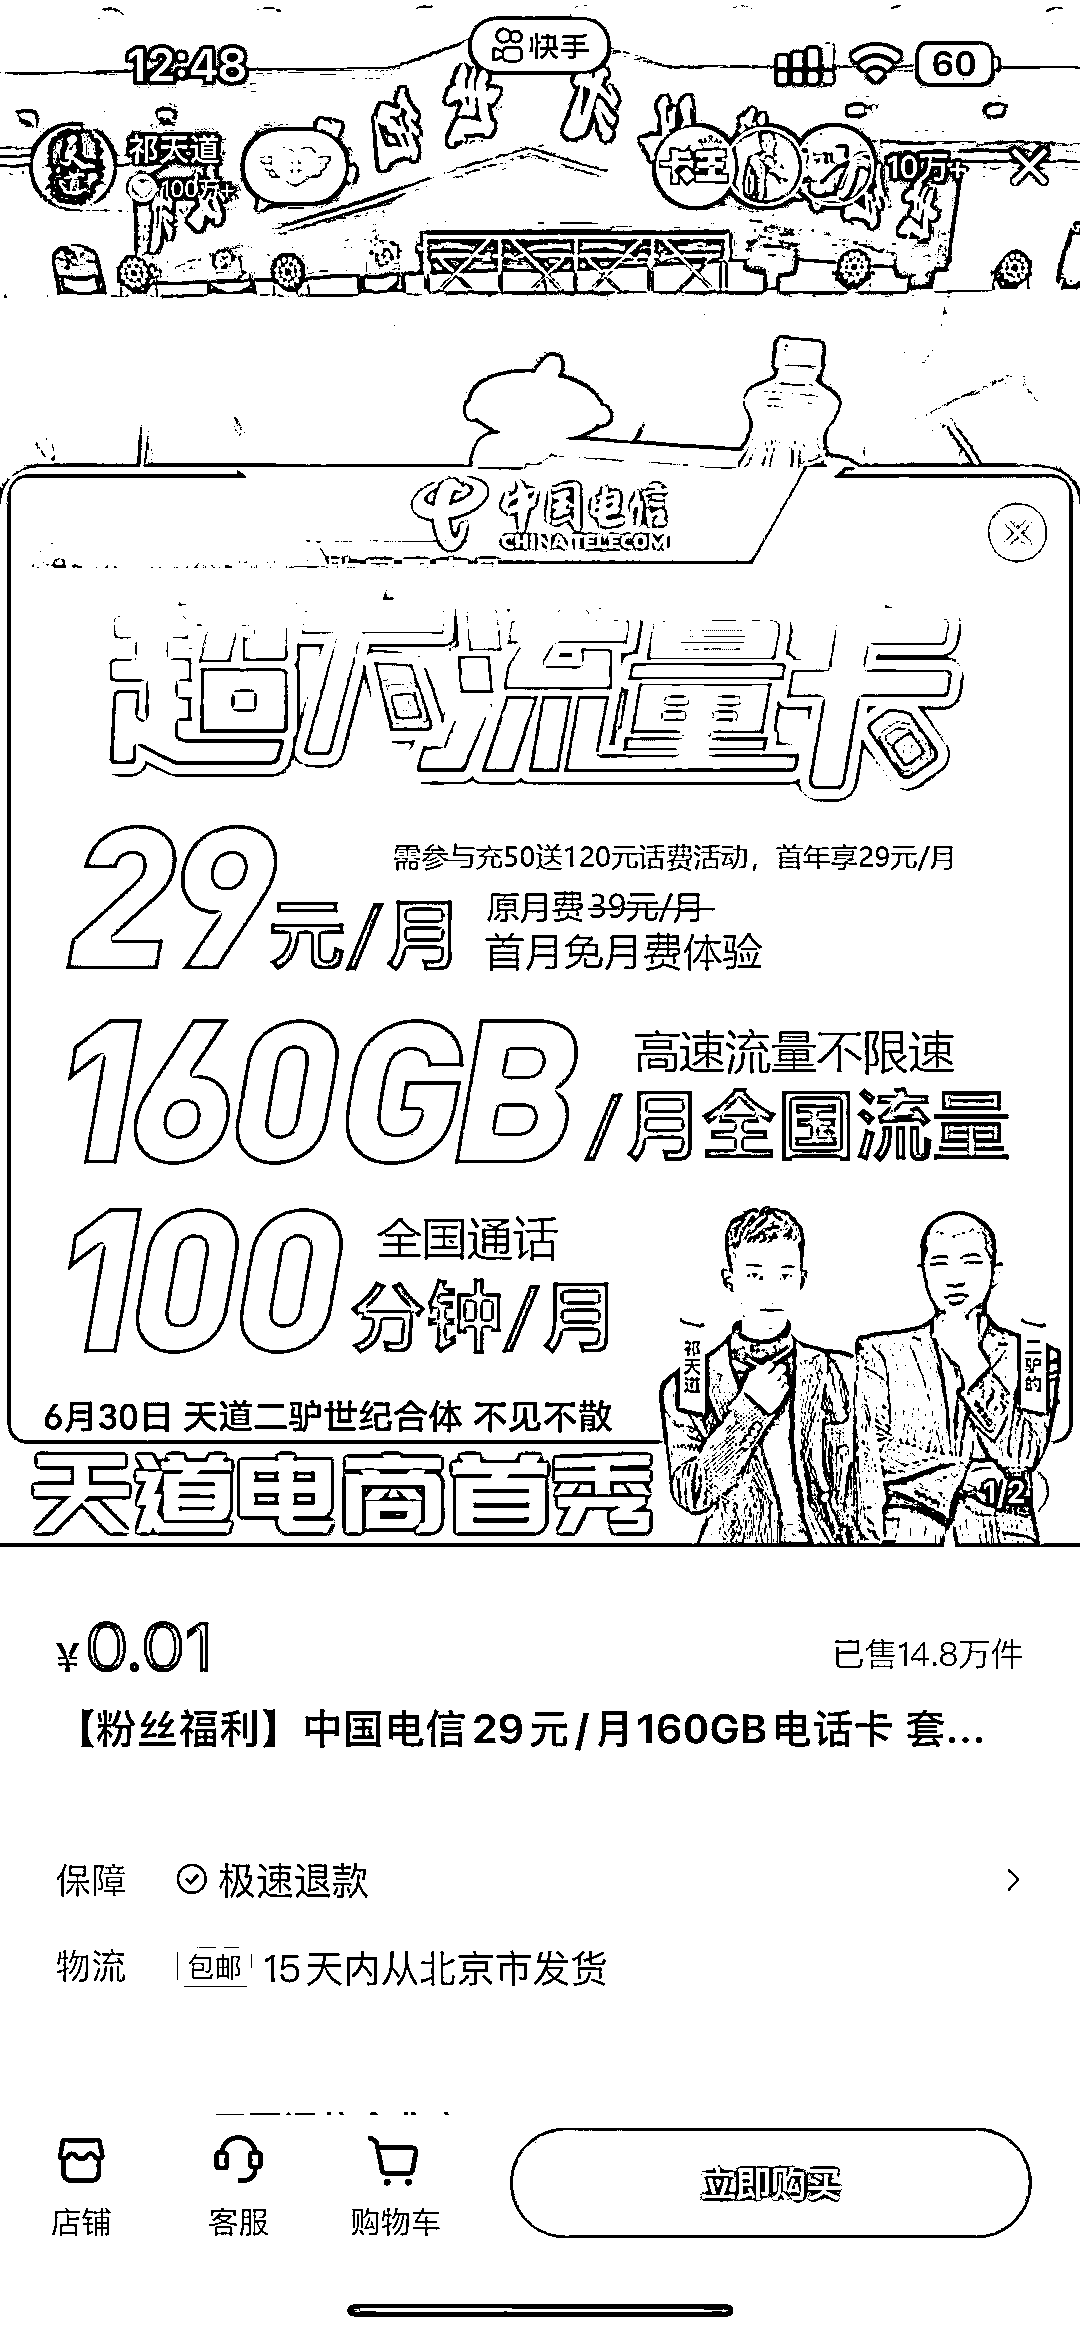 12:48
快手
60
祁天道
100万+
卡王
10万+
中国电信
CHINA TELECOM
超大流量卡
29元/月
需参与充50送120元话费活动，首年享29元/月
原月费39元/月
首月免月费体验
160GB
高速流量不限速
/月全国流量
100
全国通话
分钟/月
祁天道
二驴的
6月30日 天道二驴世纪合体 不见不散
天道电商首秀
1/2
¥0.01
已售14.8万件
【粉丝福利】中国电信29元/月160GB电话卡 套...
保障
极速退款
物流
包邮
15天内从北京市发货
店铺
客服
购物车
立即购买